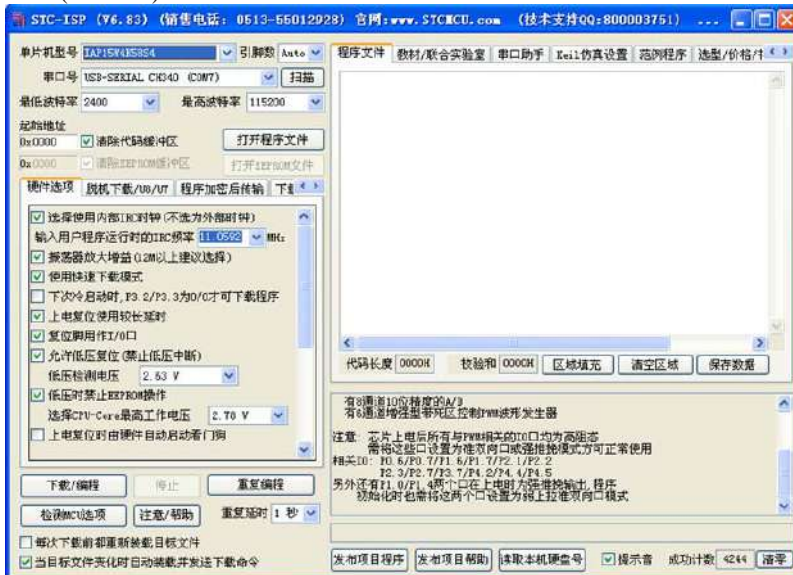 STC-ISP (V6.83) (销售电话: 0513-55012928) 官网:www.STCMCU.com (技术支持QQ:800003751) ...
单片机型号 IAP15W4K58S4 引脚数 Auto
串口号 USB-SERIAL CH340 (COM7) 扫描
最低波特率 2400 最高波特率 115200
起始地址
0x0000 清除代码缓冲区 打开程序文件
0x0000 清除EEPROM缓冲区 打开EEPROM文件
硬件选项 脱机下载/U8/U7 程序加密后传输
选择使用内部IRC时钟(不选为外部时钟)
输入用户程序运行时的IRC频率 11.0592 MHz
振荡器放大增益(12M以上建议选择)
使用快速下载模式
下次冷启动时,P3.2/P3.3为0/0才可下载程序
上电复位使用较长延时
复位脚用作I/O口
允许低压复位(禁止低压中断)
低压检测电压 2.63 V
低压时禁止EEPROM操作
选择CPU-Core最高工作电压 2.70 V
上电复位时由硬件自动启动看门狗
下载/编程 停止 重复编程
检测MCU选项 注意/帮助 重复延时 1 秒
每次下载前都重新装载目标文件
当目标文件变化时自动装载并发送下载命令
程序文件 教材/联合实验室 串口助手 Keil仿真设置 范例程序 选型/价格/
代码长度 0000H 校验和 0000H 区域填充 清空区域 保存数据
有8通道10位精度的A/D
有6通道增强型带死区控制PWM波形发生器
注意: 芯片上电后所有与PWM相关的IO口均为高阻态
需将这些口设置为准双向口或强推挽模式方可正常使用
相关IO: P0.6/P0.7/P1.6/P1.7/P2.1/P2.2
P2.3/P2.7/P3.7/P4.2/P4.4/P4.5
另外还有P1.0/P1.4两个口在上电时为强推挽输出,程序
初始化时也需将这两个口设置为弱上拉准双向口模式
发布项目程序 发布项目帮助 读取本机硬盘号 提示音 成功计数 4244 清零